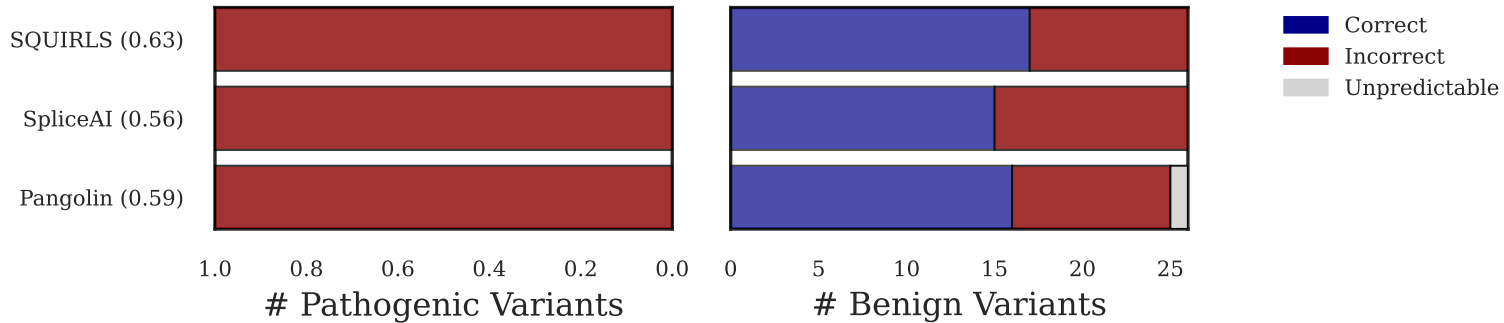 SQUIRLS (0.63)
SpliceAI (0.56)
Pangolin (0.59)
1.0 0.8 0.6 0.4 0.2 0.0
# Pathogenic Variants
0 5 10 15 20 25
# Benign Variants
Correct
Incorrect
Unpredictable